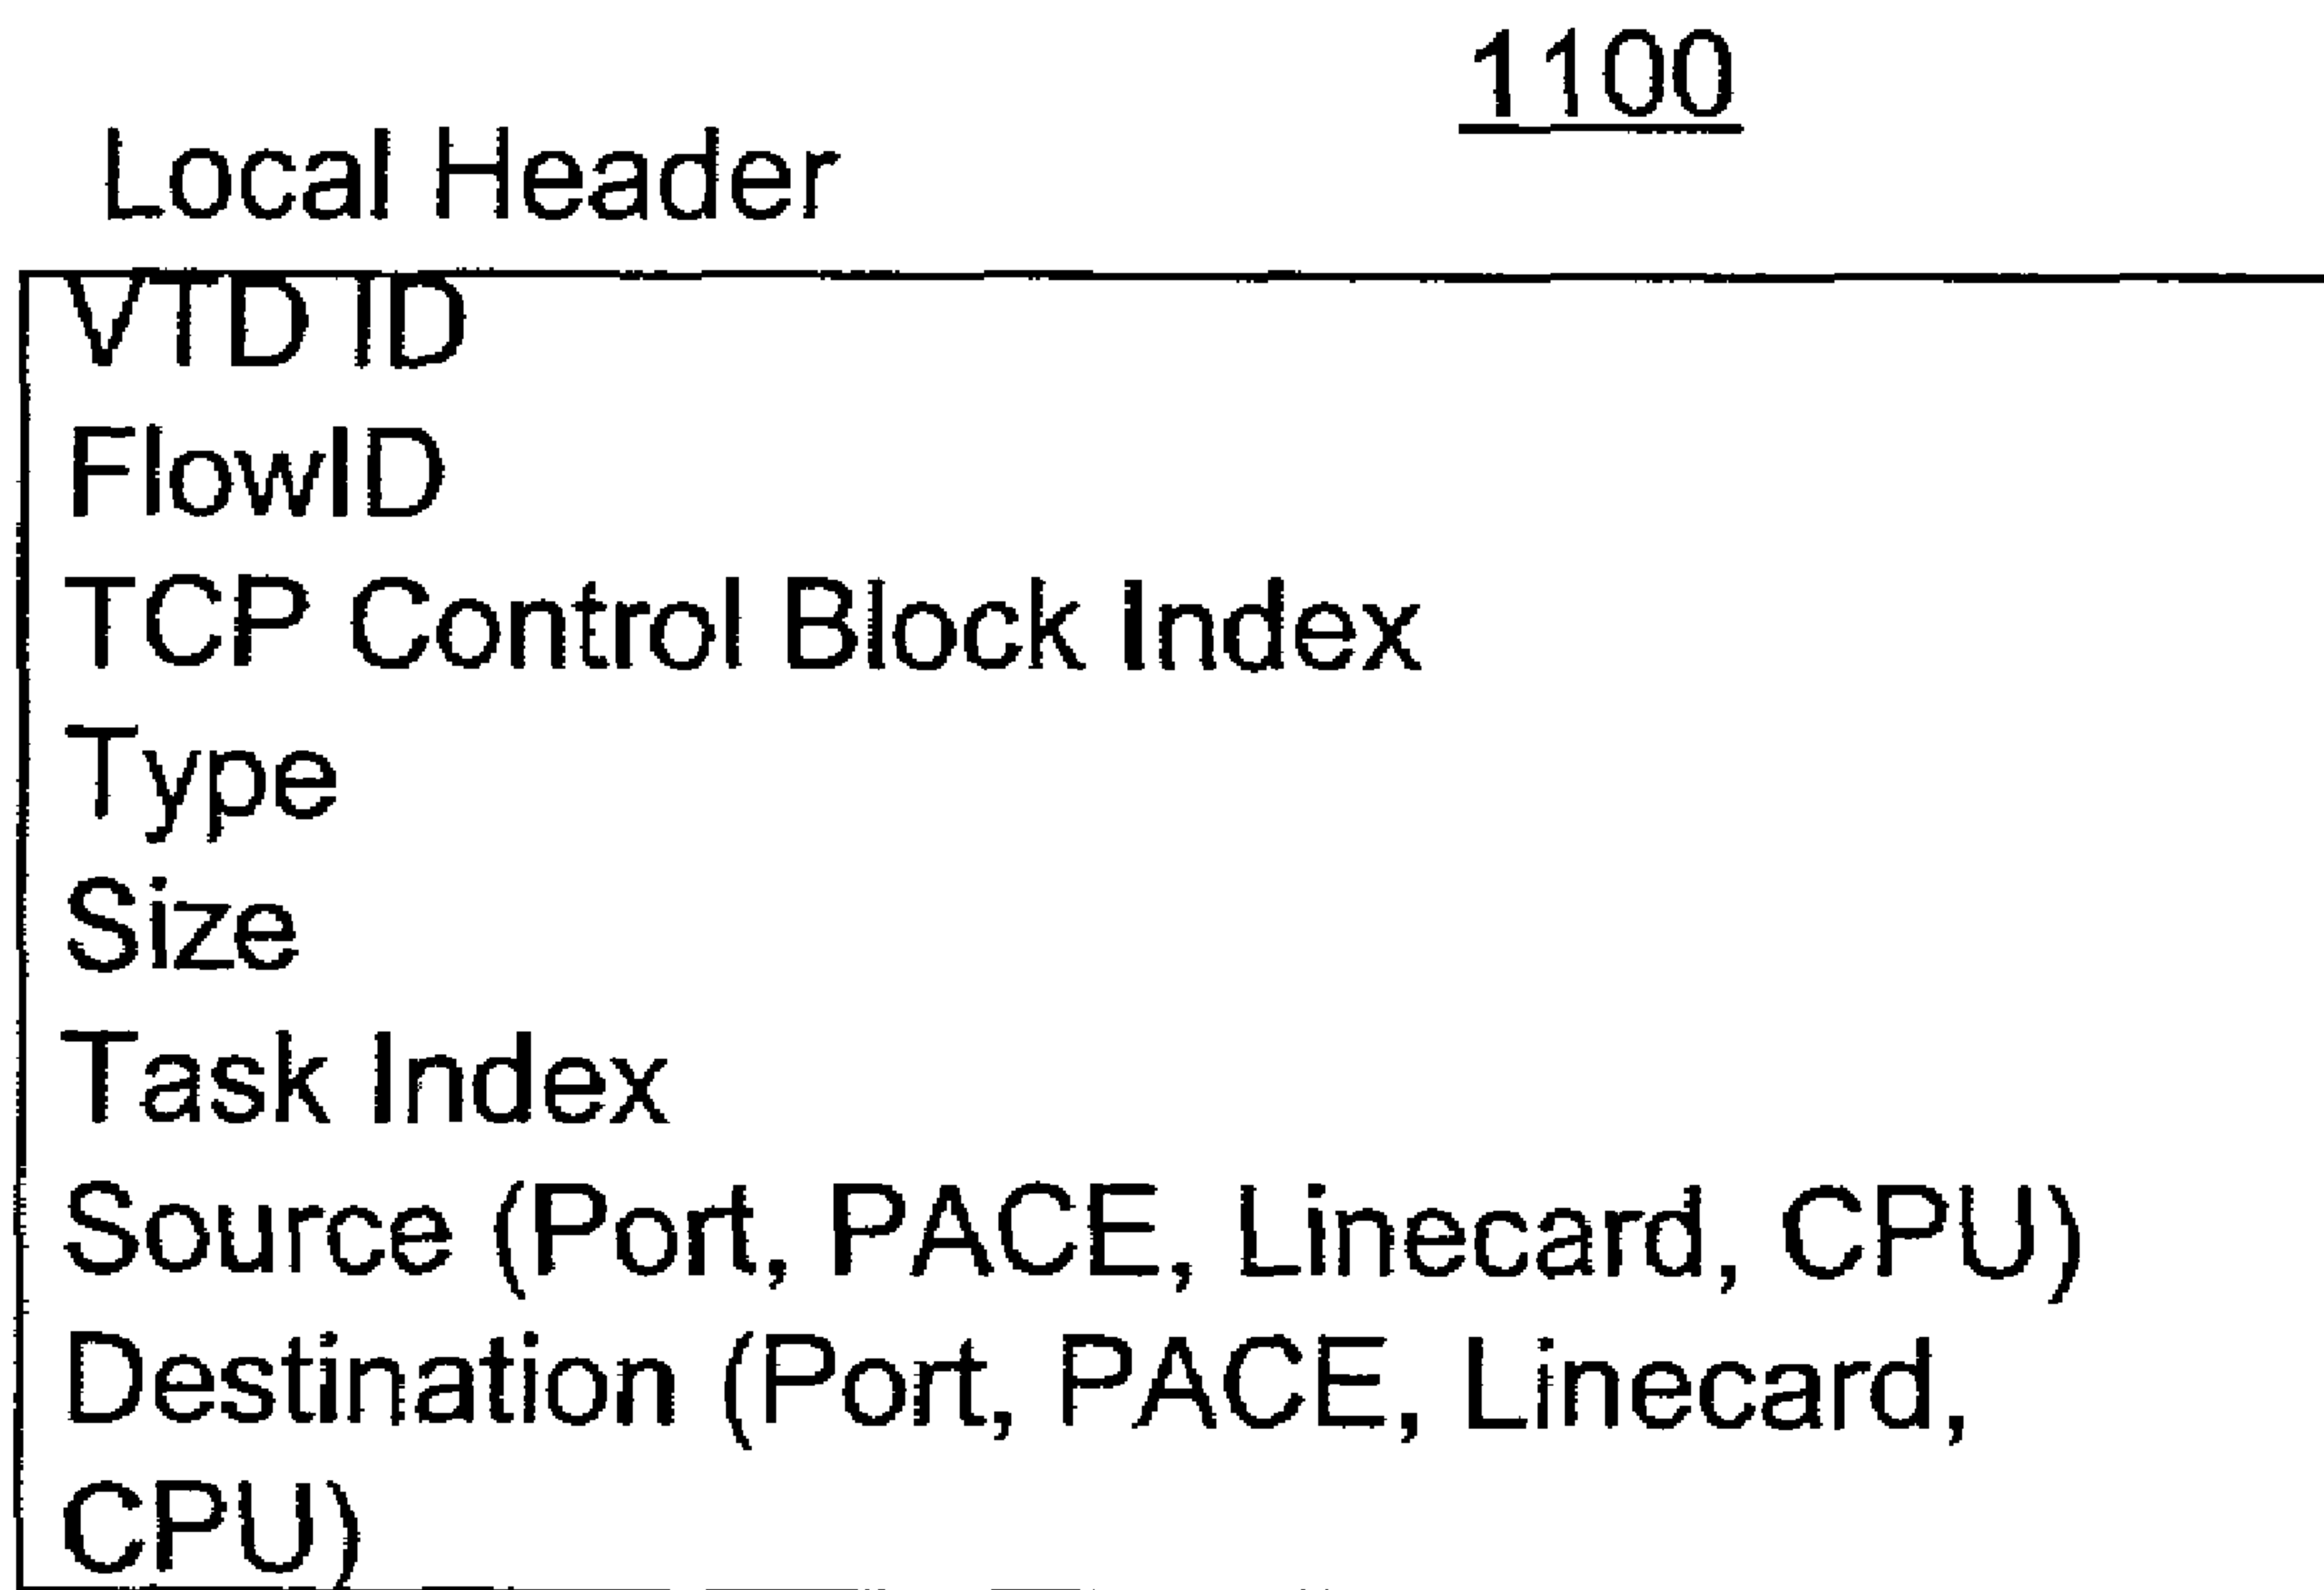 1100
Local Header
VTD ID
FlowID
TCP Control Block Index
Type
Size
Task Index
Source (Port, PACE, Linecard, CPU)
Destination (Port, PACE, Linecard,
CPU)